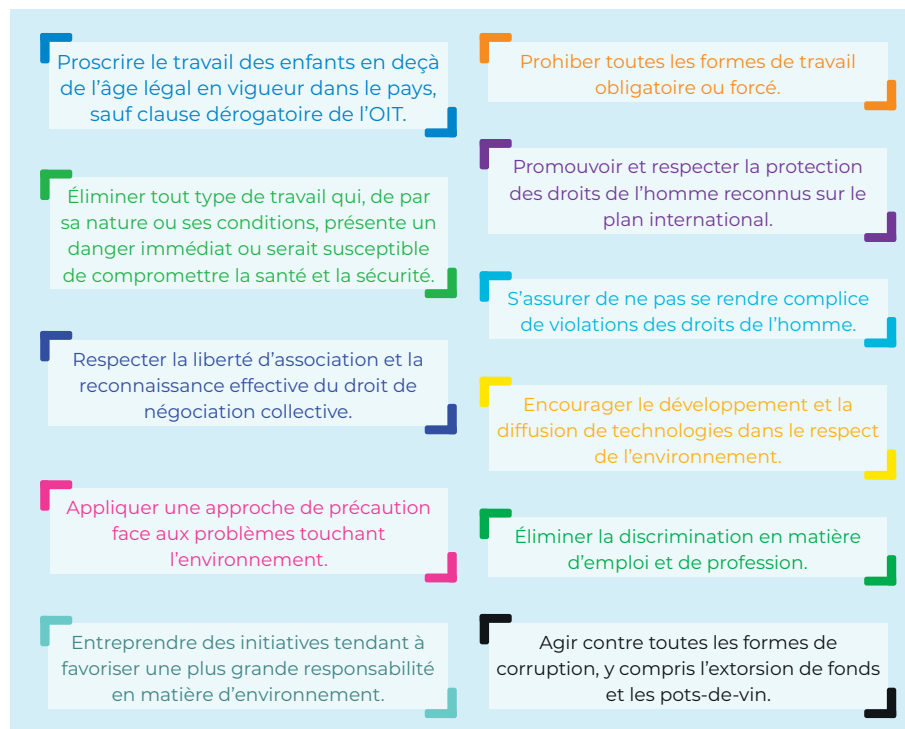 Proscrire le travail des enfants en deçà
de l’âge légal en vigueur dans le pays,
sauf clause dérogatoire de l’OIT.
Éliminer tout type de travail qui, de par
sa nature ou ses conditions, présente un
danger immédiat ou serait susceptible
de compromettre la santé et la sécurité.
Respecter la liberté d’association et la
reconnaissance effective du droit de
négociation collective.
Appliquer une approche de précaution
face aux problèmes touchant
l’environnement.
Entreprendre des initiatives tendant à
favoriser une plus grande responsabilité
en matière d’environnement.
Prohiber toutes les formes de travail
obligatoire ou forcé.
Promouvoir et respecter la protection
des droits de l’homme reconnus sur le
plan international.
S’assurer de ne pas se rendre complice
de violations des droits de l’homme.
Encourager le développement et la
diffusion de technologies dans le respect
de l’environnement.
Éliminer la discrimination en matière
d’emploi et de profession.
Agir contre toutes les formes de
corruption, y compris l’extorsion de fonds
et les pots-de-vin.